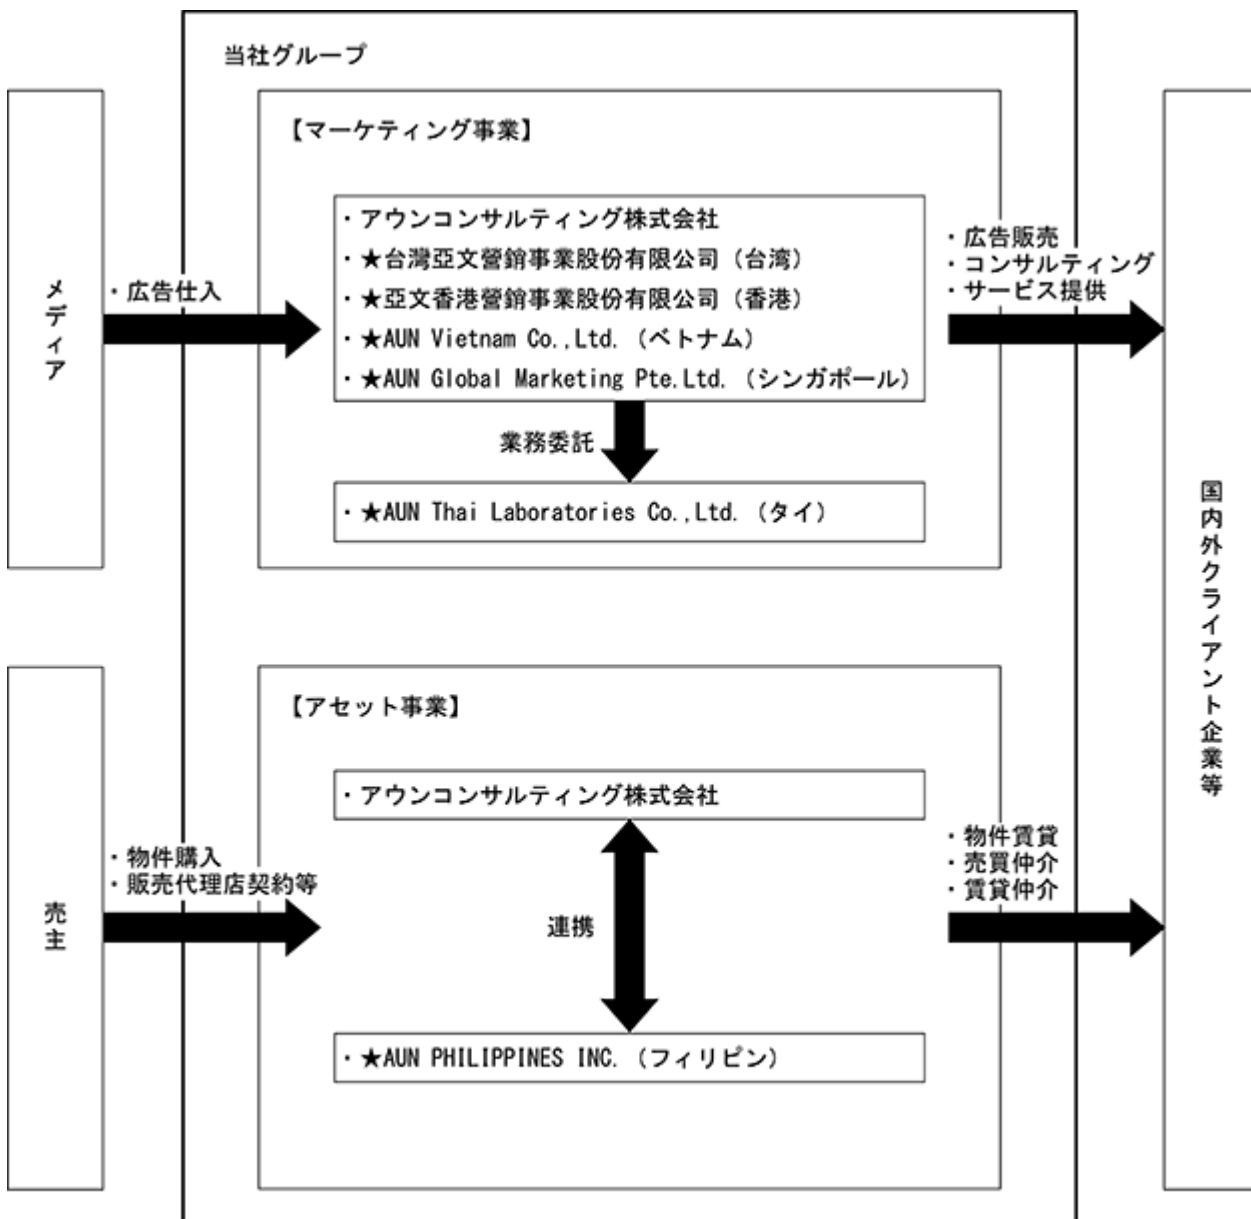 当社グループ
【マーケティング事業】
・アウンコンサルティング株式会社
・★台灣亞文營銷事業股份有限公司（台湾）
・★亞文香港營銷事業股份有限公司（香港）
・★AUN Vietnam Co.,Ltd.（ベトナム）
・★AUN Global Marketing Pte.Ltd.（シンガポール）
メディア
・広告仕入
・広告販売
・コンサルティング
・サービス提供
業務委託
・★AUN Thai Laboratories Co.,Ltd.（タイ）
国内外クライアント企業等
【アセット事業】
・アウンコンサルティング株式会社
売主
・物件購入
・販売代理店契約等
・物件賃貸
・売買仲介
・賃貸仲介
連携
・★AUN PHILIPPINES INC.（フィリピン）